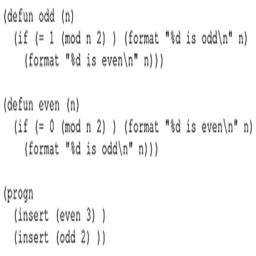 (defun odd (n)
(if (= 1 (mod n 2) ) (format "%d is odd\n" n)
(format "%d is even\n" n)))
(defun even (n)
(if (= 0 (mod n 2) ) (format "%d is even\n" n)
(format "%d is odd\n" n)))
(progn
(insert (even 3) )
(insert (odd 2) ))